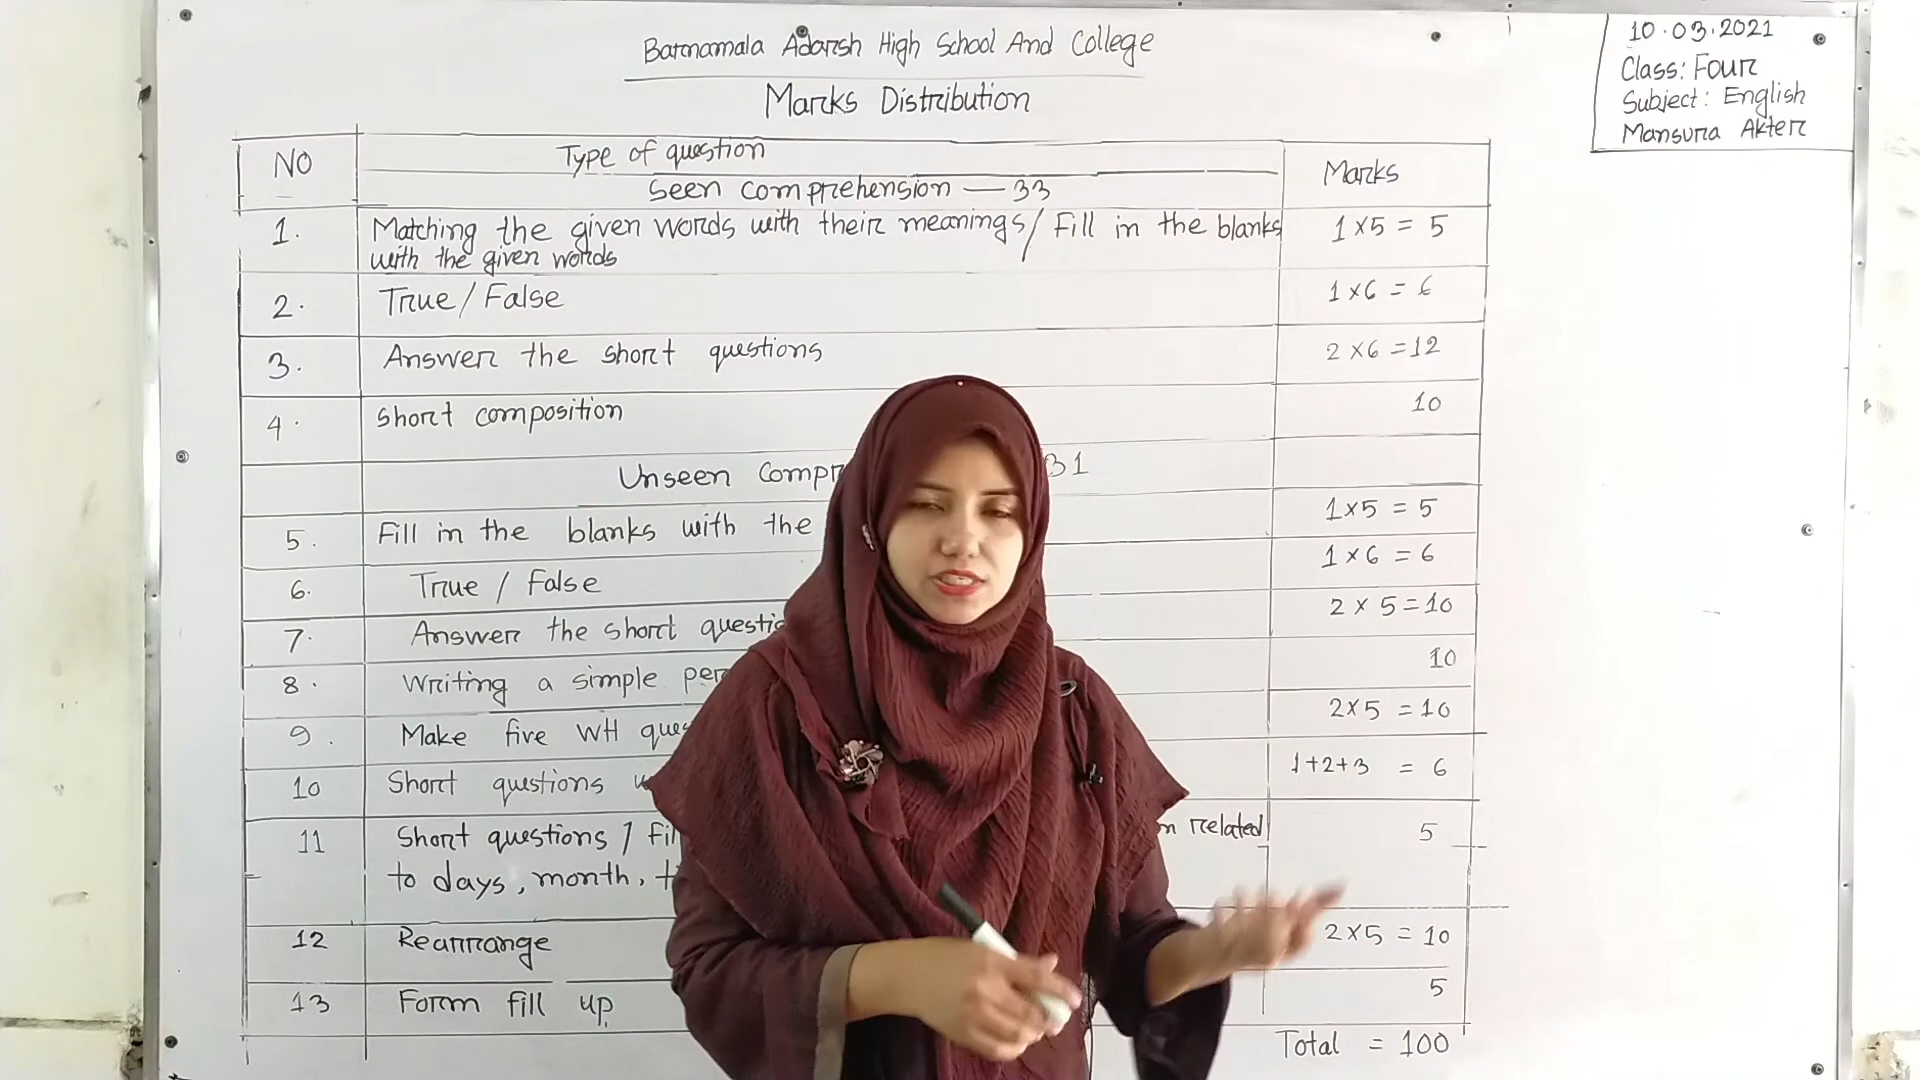 Barnamala Adarsh High School And College
Marks Distribution
10.03.2021
Class: Four
Subject: English
Mansura Akter
NO Type of question Marks
Seen comprehension — 33
1. Matching the given words with their meanings/ Fill in the blanks 1×5 = 5
with the given words
2. True/False 1×6 = 6
3. Answer the short questions 2×6 =12
4. Short composition 10
Unseen 31
5. Fill in the blanks with the 1×5 = 5
6. True / False 1×6 = 6
7. Answer the short 2×5=10
8. Writing a simple 10
9. Make five WH 2×5 =10
10 Short questions 1+2+3 = 6
11 Short questions / related 5
to days, month,
12 Rearrange 2×5 = 10
13 Form fill up 5
Total = 100